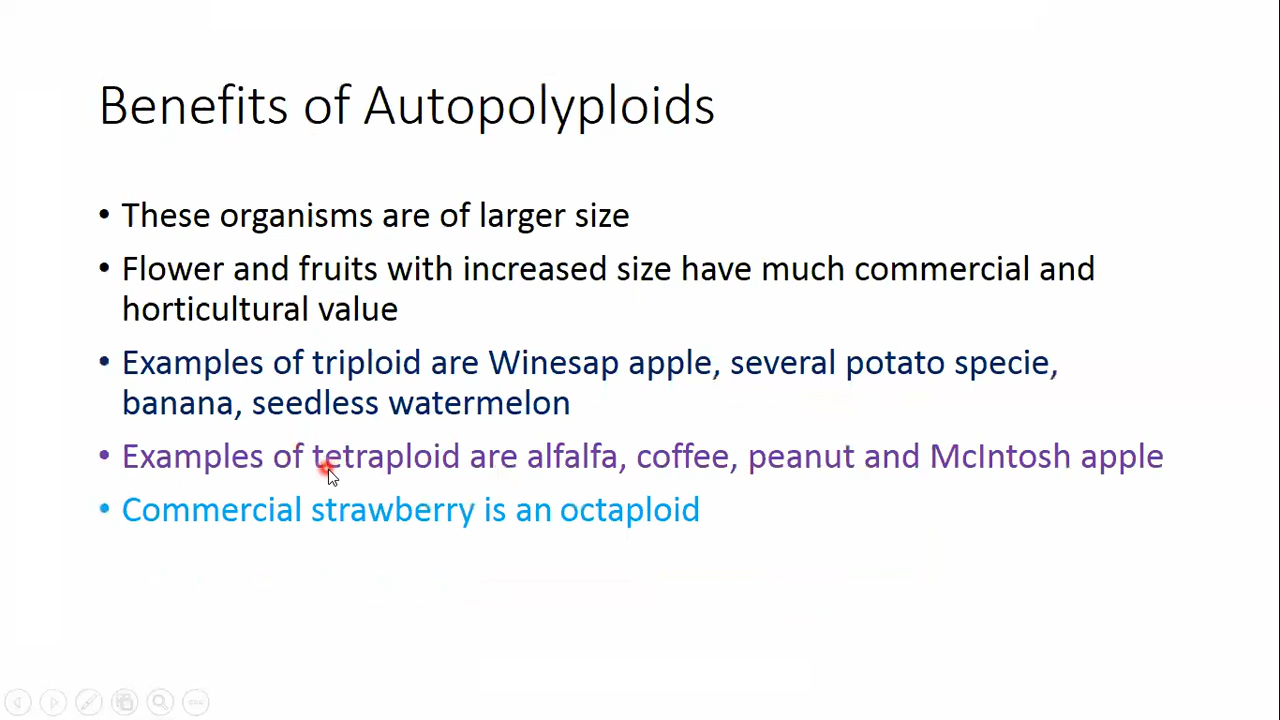 Benefits of Autopolyploids
• These organisms are of larger size
• Flower and fruits with increased size have much commercial and
horticultural value
• Examples of triploid are Winesap apple, several potato specie,
banana, seedless watermelon
• Examples of tetraploid are alfalfa, coffee, peanut and McIntosh apple
• Commercial strawberry is an octaploid